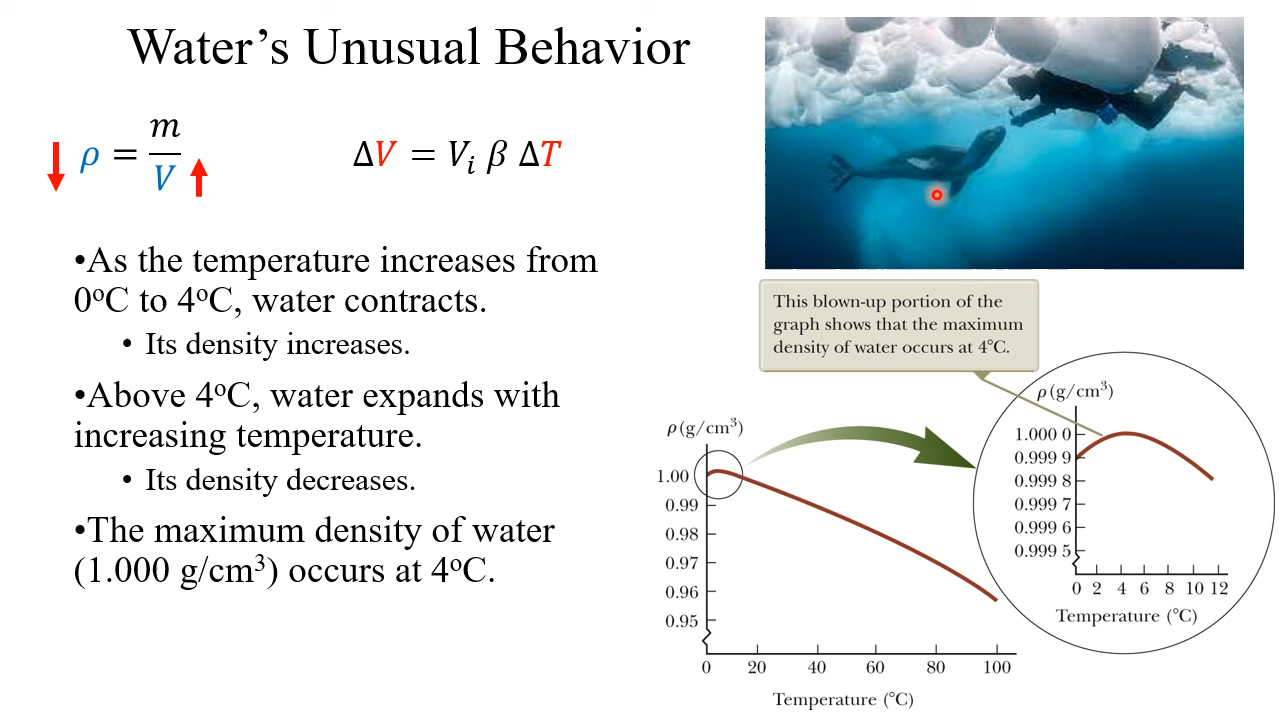 Water's Unusual Behavior
ρ = m/V
ΔV = Vᵢ β ΔT
•As the temperature increases from
0ºC to 4ºC, water contracts.
• Its density increases.
•Above 4ºC, water expands with
increasing temperature.
• Its density decreases.
•The maximum density of water
(1.000 g/cm³) occurs at 4ºC.
This blown-up portion of the
graph shows that the maximum
density of water occurs at 4°C.
ρ (g/cm³)
1.00
0.99
0.98
0.97
0.96
0.95
0 20 40 60 80 100
Temperature (°C)
ρ (g/cm³)
1.000 0
0.999 9
0.999 8
0.999 7
0.999 6
0.999 5
0 2 4 6 8 10 12
Temperature (°C)